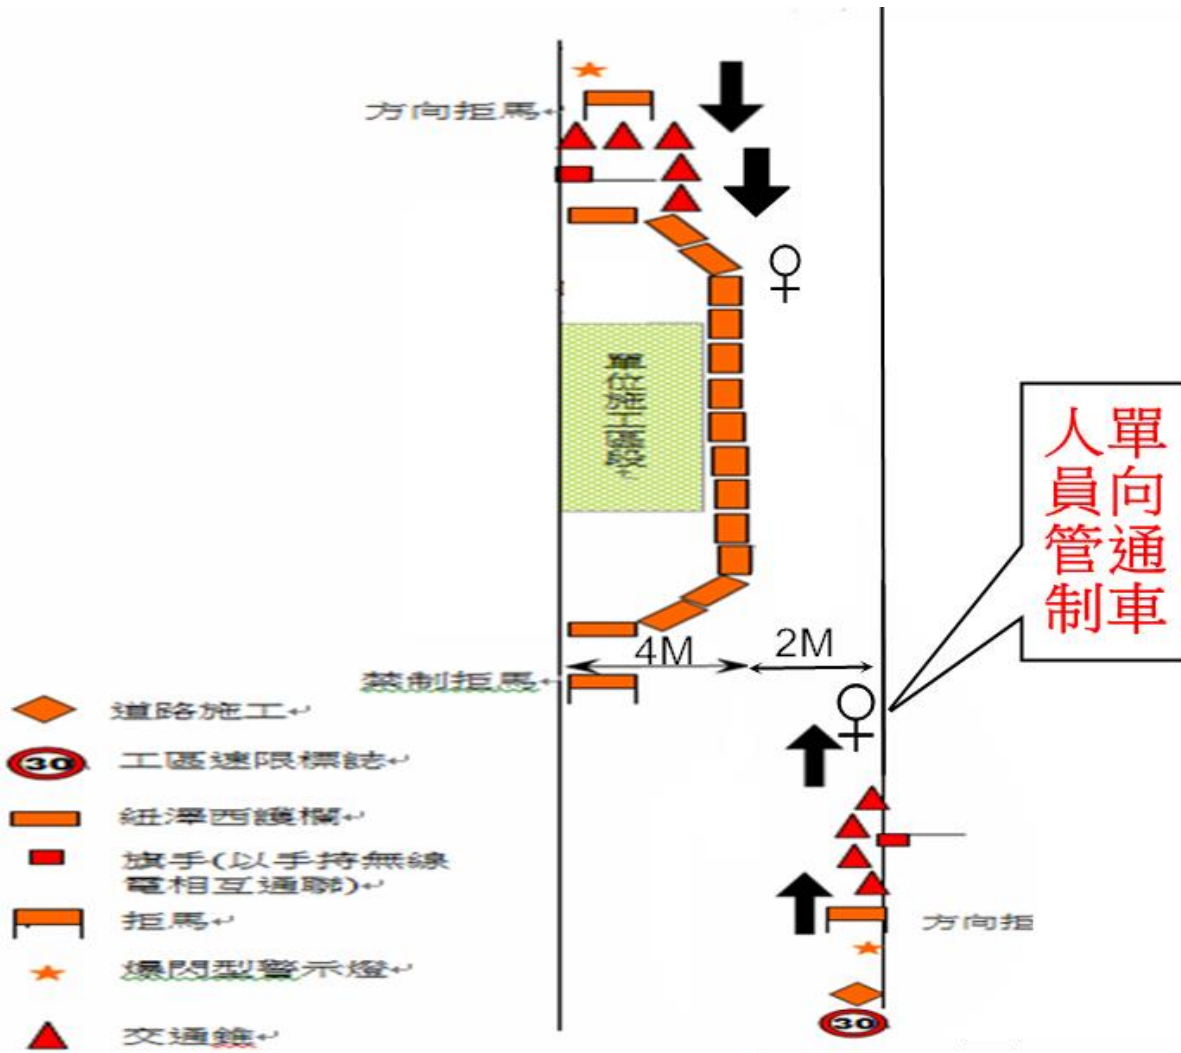 方向拒馬
單位施工區段
單向通車
人員管制
4M
2M
禁制拒馬
道路施工
30
工區速限標誌
紐澤西護欄
旗手(以手持無線
電相互通聯)
拒馬
方向拒
爆閃型警示燈
30
交通錐